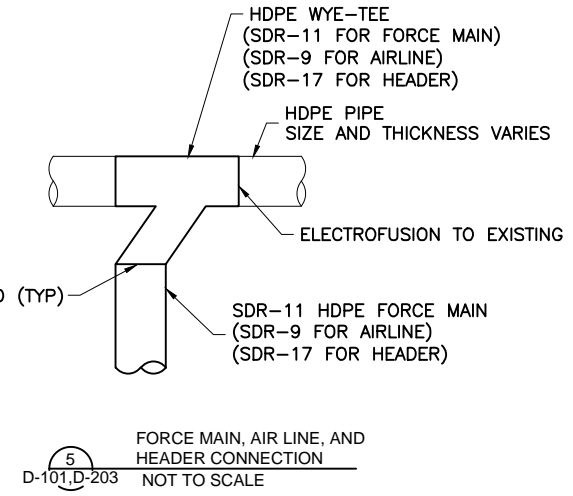 HDPE WYE-TEE
(SDR-11 FOR FORCE MAIN)
(SDR-9 FOR AIRLINE)
(SDR-17 FOR HEADER)
HDPE PIPE
SIZE AND THICKNESS VARIES
ELECTROFUSION TO EXISTING
(TYP)
SDR-11 HDPE FORCE MAIN
(SDR-9 FOR AIRLINE)
(SDR-17 FOR HEADER)
5
D-101,D-203
FORCE MAIN, AIR LINE, AND
HEADER CONNECTION
NOT TO SCALE